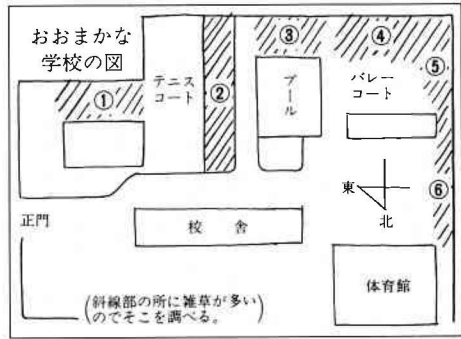 おおまかな
学校の図
①
テニス
コート
②
③
プール
④
バレー
コート
⑤
⑥
東
北
正門
校 舎
体育館
(斜線部の所に雑草が多い
のでそこを調べる。)